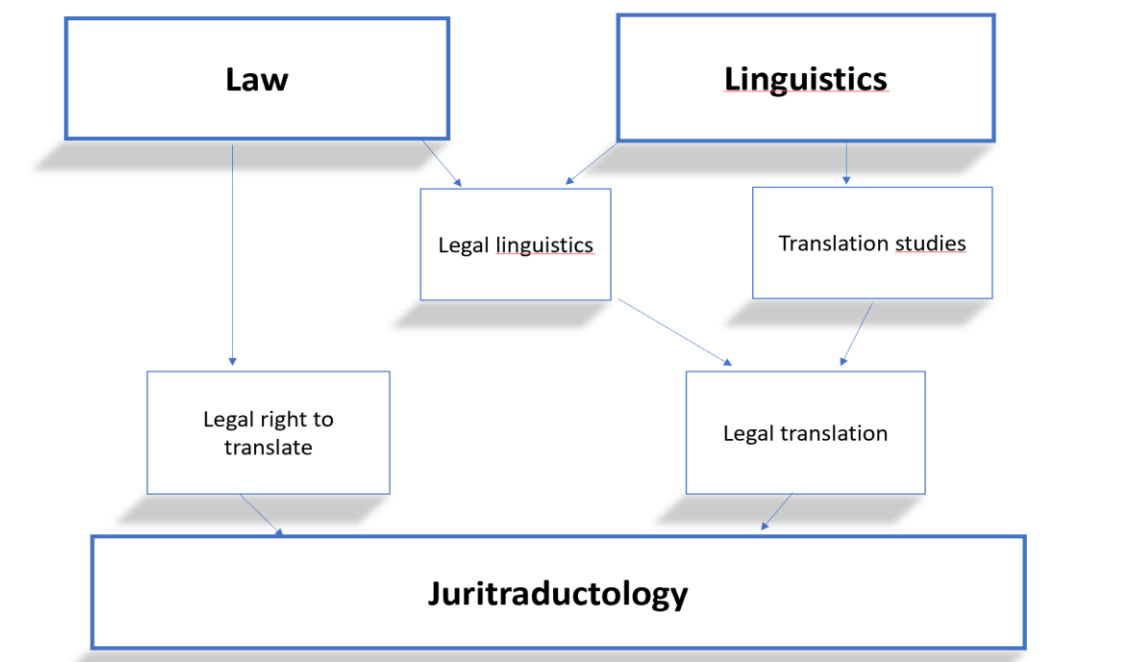 Law
Linguistics
Legal linguistics
Translation studies
Legal right to
translate
Legal translation
Juritraductology